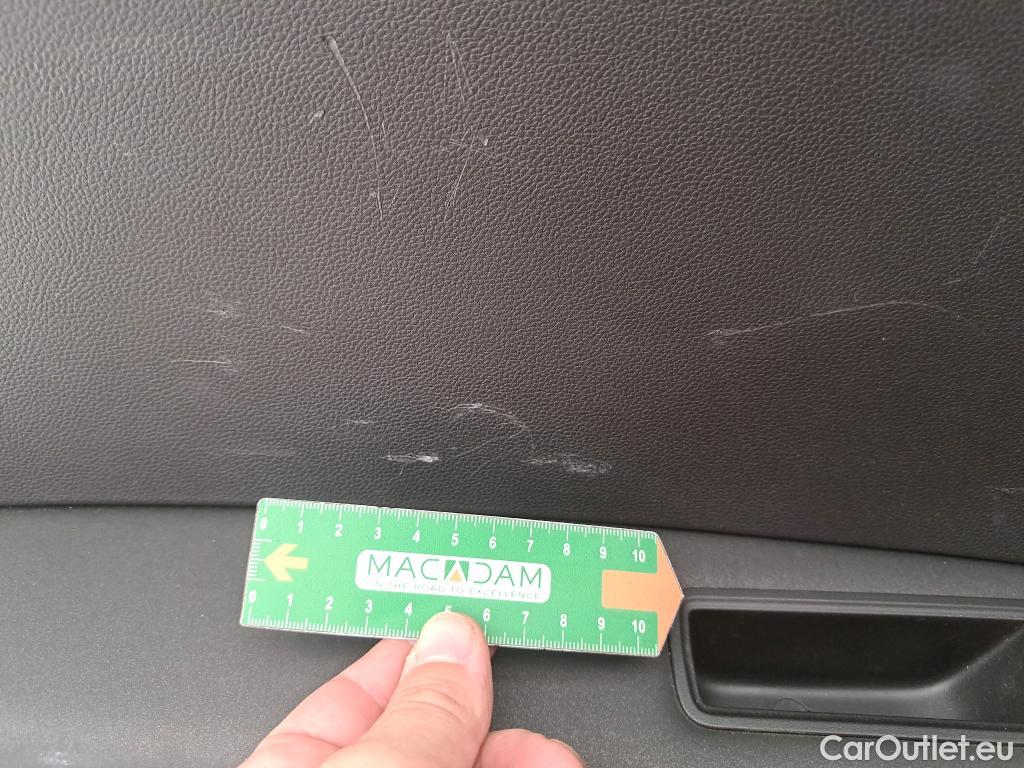 0 1 2 3 4 5 6 7 8 9 10
MACADAM
ON THE ROAD TO EXCELLENCE
0 1 2 3 4 5 6 7 8 9 10
CarOutlet.eu